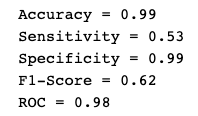 Accuracy = 0.99
Sensitivity = 0.53
Specificity = 0.99
F1-Score = 0.62
ROC = 0.98